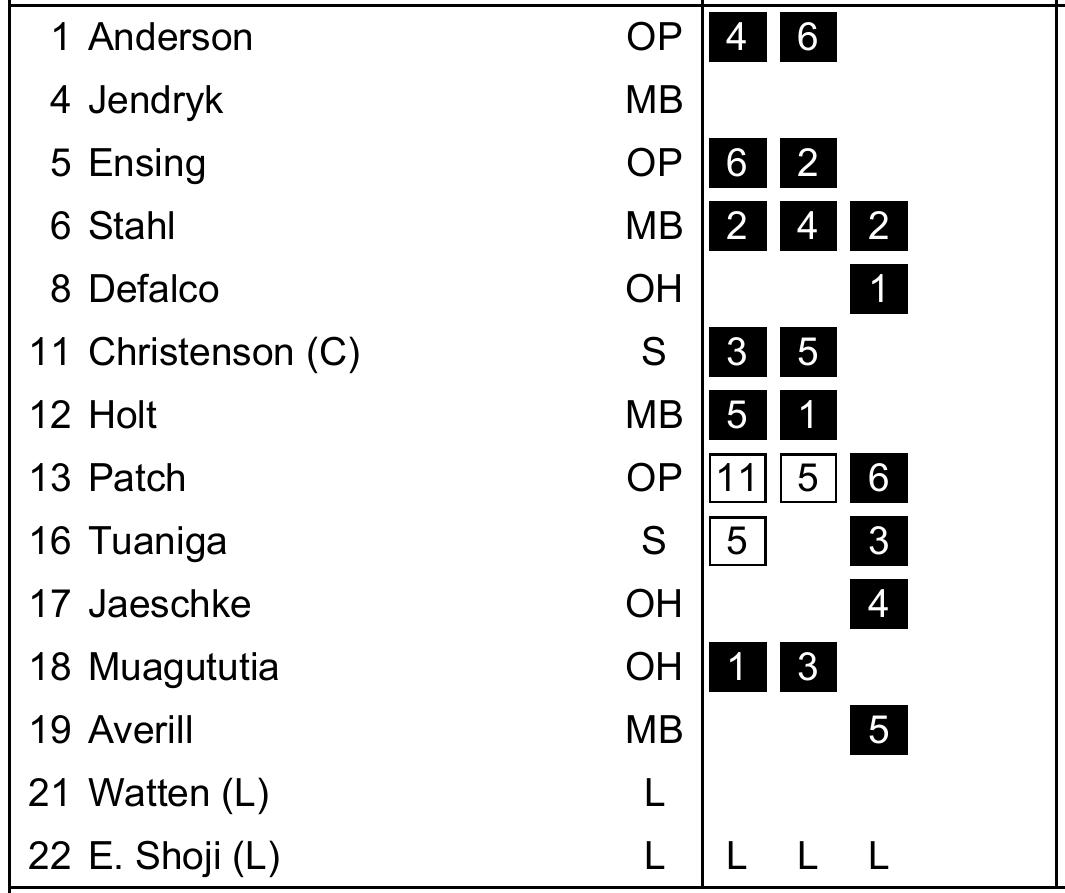 1 Anderson OP 4 6
4 Jendryk MB
5 Ensing OP 6 2
6 Stahl MB 2 4 2
8 Defalco OH 1
11 Christenson (C) S 3 5
12 Holt MB 5 1
13 Patch OP 11 5 6
16 Tuaniga S 5 3
17 Jaeschke OH 4
18 Muagututia OH 1 3
19 Averill MB 5
21 Watten (L) L
22 E. Shoji (L) L L L L